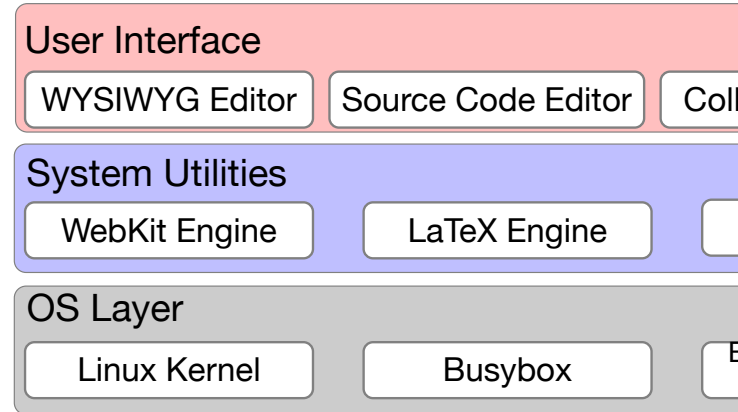 User Interface
WYSIWYG Editor Source Code Editor
System Utilities
WebKit Engine LaTeX Engine
OS Layer
Linux Kernel Busybox